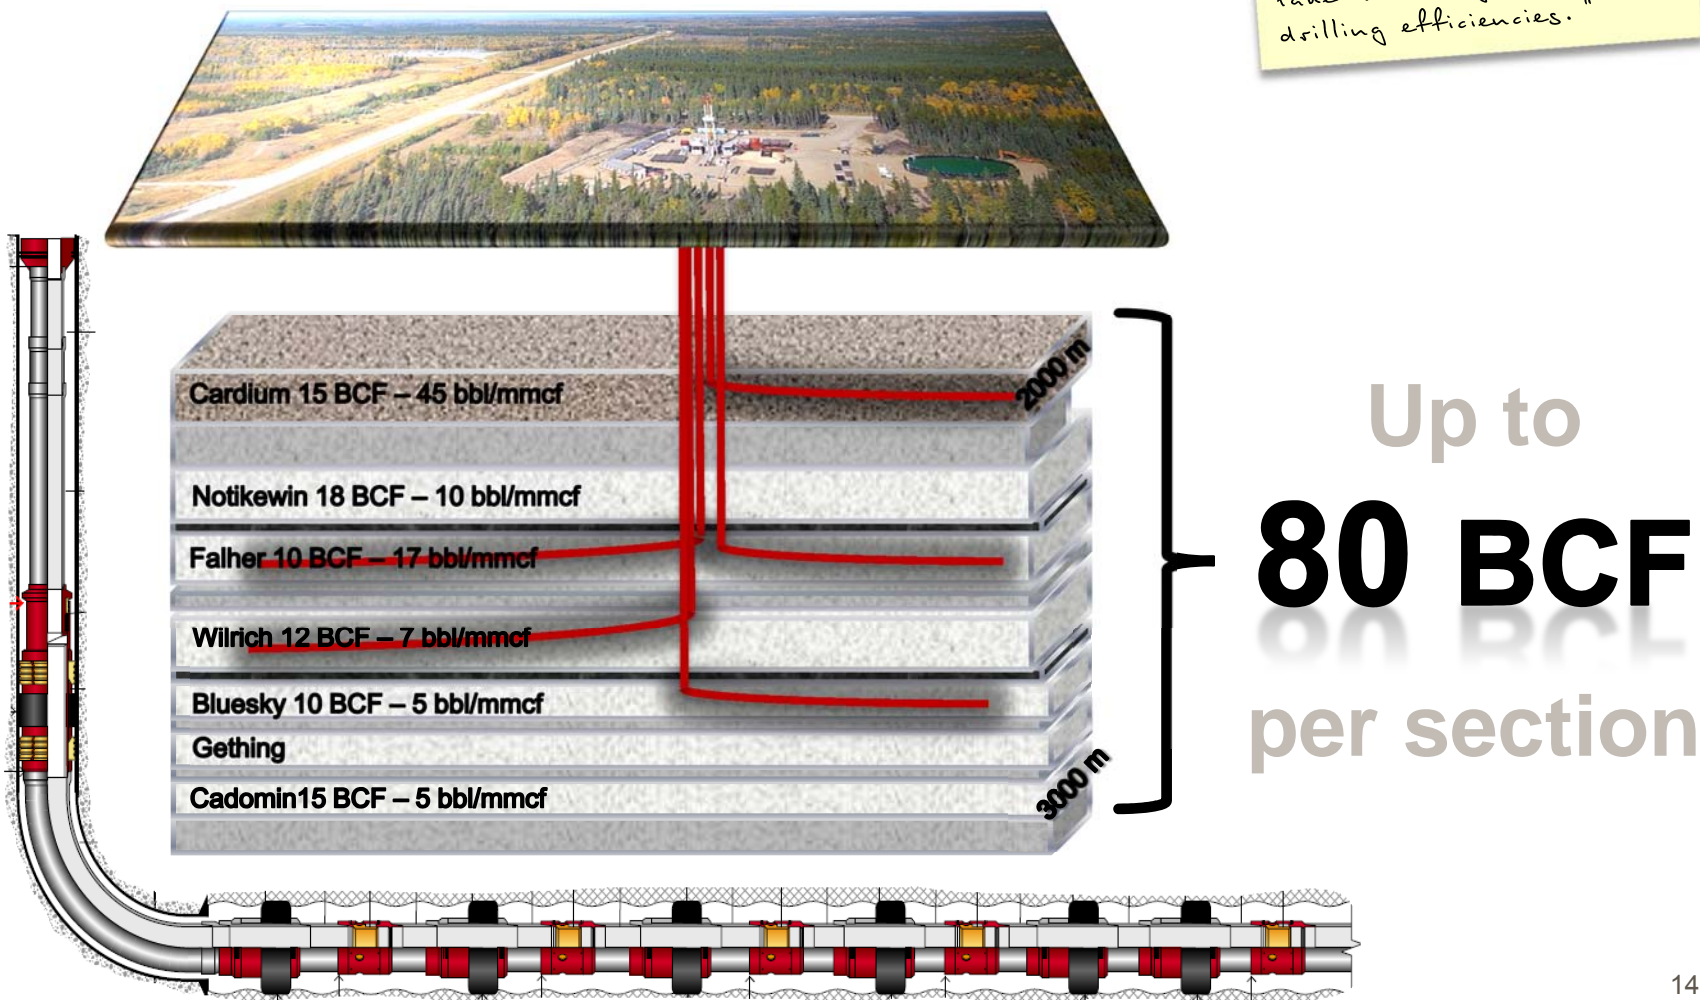 drilling efficiencies."
Cardium 15 BCF – 45 bbl/mmcf
2000 m
Notikewin 18 BCF – 10 bbl/mmcf
Falher 10 BCF – 17 bbl/mmcf
Wilrich 12 BCF – 7 bbl/mmcf
Bluesky 10 BCF – 5 bbl/mmcf
Gething
Cadomin15 BCF – 5 bbl/mmcf
3000 m
Up to
80 BCF
per section
14